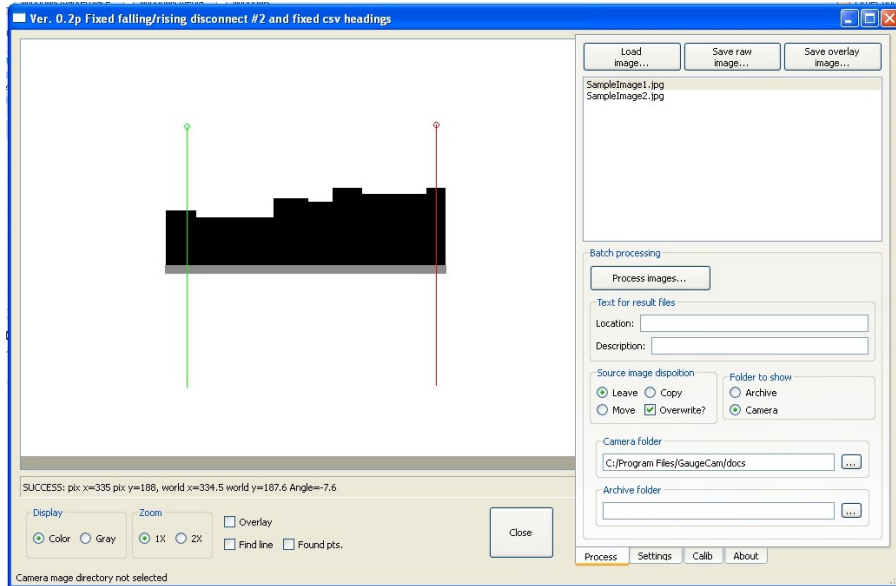 Ver. 0.2p Fixed falling/rising disconnect #2 and fixed csv headings
Load
image...
Save raw
image...
Save overlay
image...
SampleImage1.jpg
SampleImage2.jpg
Batch processing
Process images...
Text for result files
Location:
Description:
Source image dispoition
Leave
Copy
Move
Overwrite?
Folder to show
Archive
Camera
Camera folder
C:/Program Files/GaugeCam/docs
...
Archive folder
...
SUCCESS: pix x=335 pix y=188, world x=334.5 world y=187.6 Angle=-7.6
Display
Color
Gray
Zoom
1X
2X
Overlay
Find line
Found pts.
Close
Process
Settings
Calib
About
Camera mage directory not selected